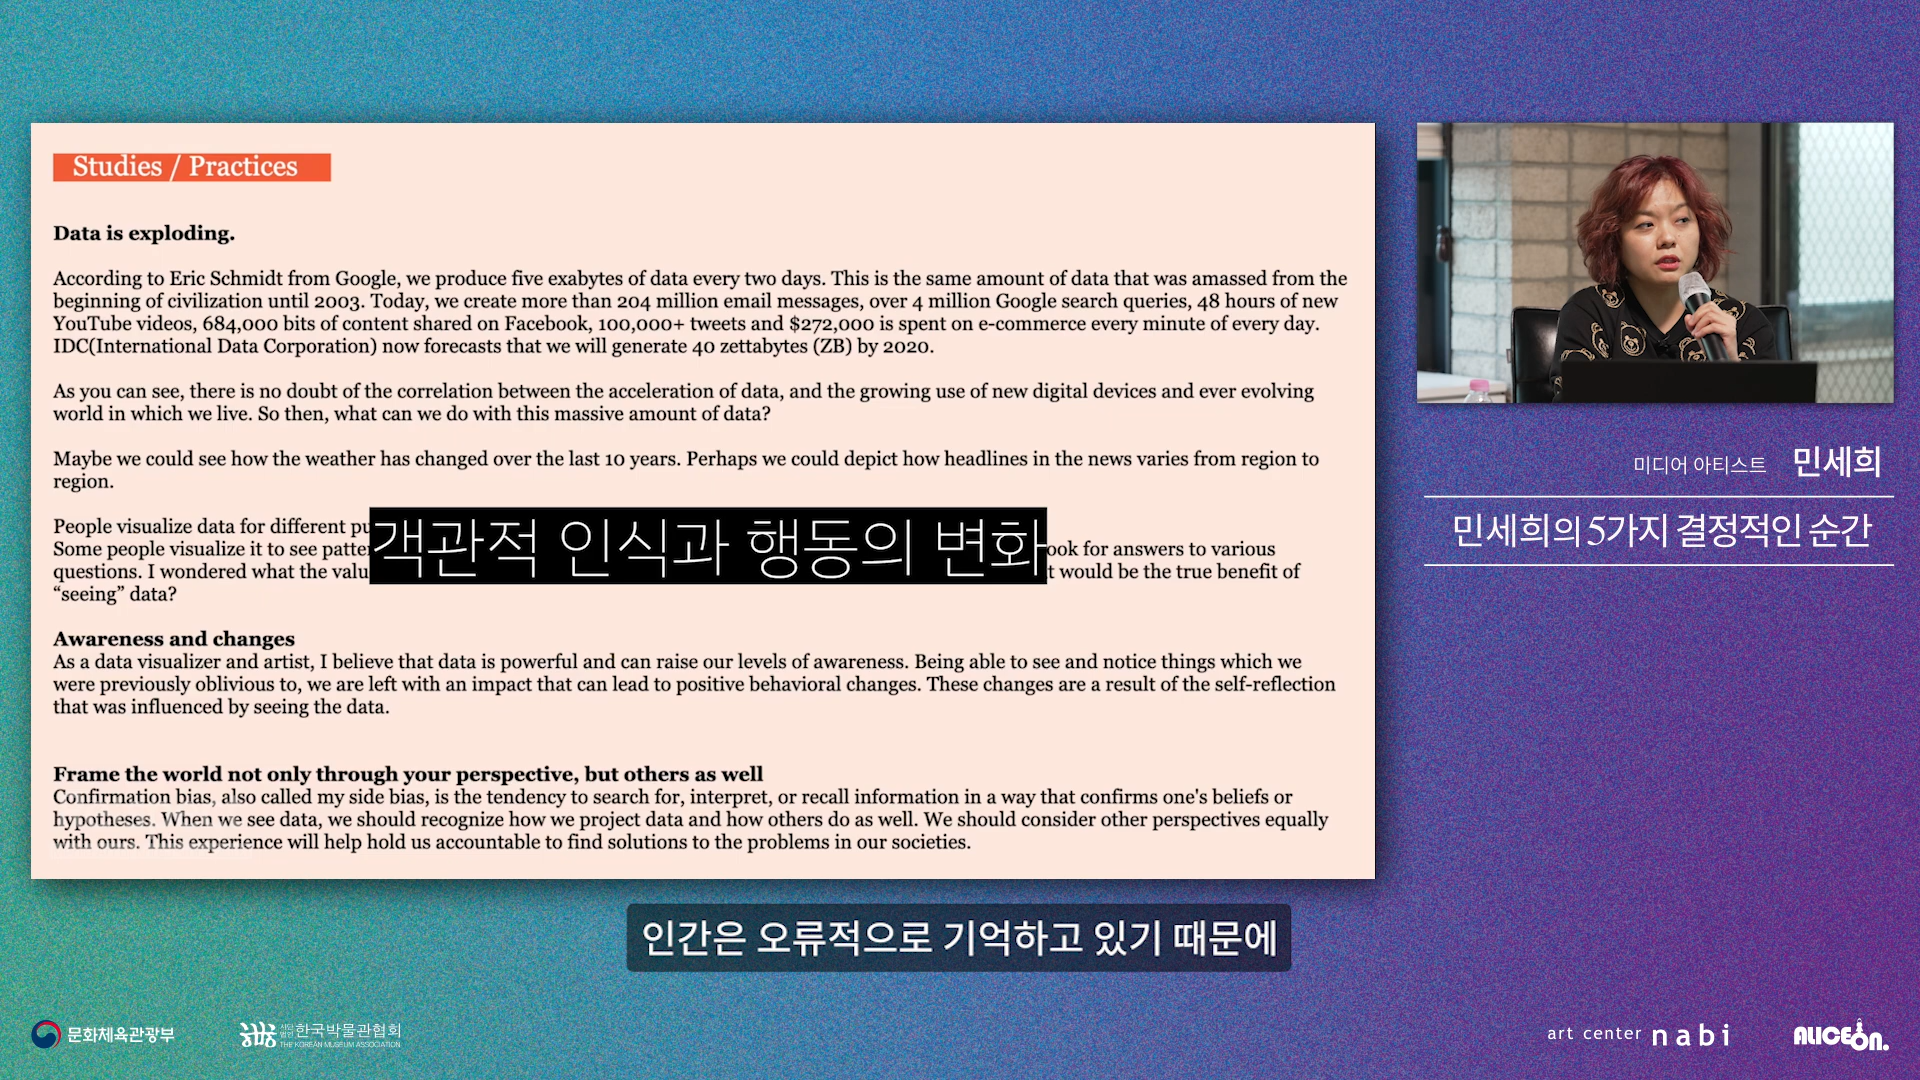 Studies / Practices
Data is exploding.
According to Eric Schmidt from Google, we produce five exabytes of data every two days. This is the same amount of data that was amassed from the
beginning of civilization until 2003. Today, we create more than 204 million email messages, over 4 million Google search queries, 48 hours of new
YouTube videos, 684,000 bits of content shared on Facebook, 100,000+ tweets and $272,000 is spent on e-commerce every minute of every day.
IDC(International Data Corporation) now forecasts that we will generate 40 zettabytes (ZB) by 2020.
As you can see, there is no doubt of the correlation between the acceleration of data, and the growing use of new digital devices and ever evolving
world in which we live. So then, what can we do with this massive amount of data?
Maybe we could see how the weather has changed over the last 10 years. Perhaps we could depict how headlines in the news varies from region to
region.
People visualize data for different
Some people visualize it to see ook for answers to various
questions. I wondered what the would be the true benefit of
“seeing” data?
객관적 인식과 행동의 변화
Awareness and changes
As a data visualizer and artist, I believe that data is powerful and can raise our levels of awareness. Being able to see and notice things which we
were previously oblivious to, we are left with an impact that can lead to positive behavioral changes. These changes are a result of the self-reflection
that was influenced by seeing the data.
Frame the world not only through your perspective, but others as well
Confirmation bias, also called my side bias, is the tendency to search for, interpret, or recall information in a way that confirms one's beliefs or
hypotheses. When we see data, we should recognize how we project data and how others do as well. We should consider other perspectives equally
with ours. This experience will help hold us accountable to find solutions to the problems in our societies.
미디어 아티스트 민세희
민세희의 5가지 결정적인 순간
인간은 오류적으로 기억하고 있기 때문에
문화체육관광부
사단법인 한국박물관협회
THE KOREAN MUSEUM ASSOCIATION
art center nabi
ALICEON.